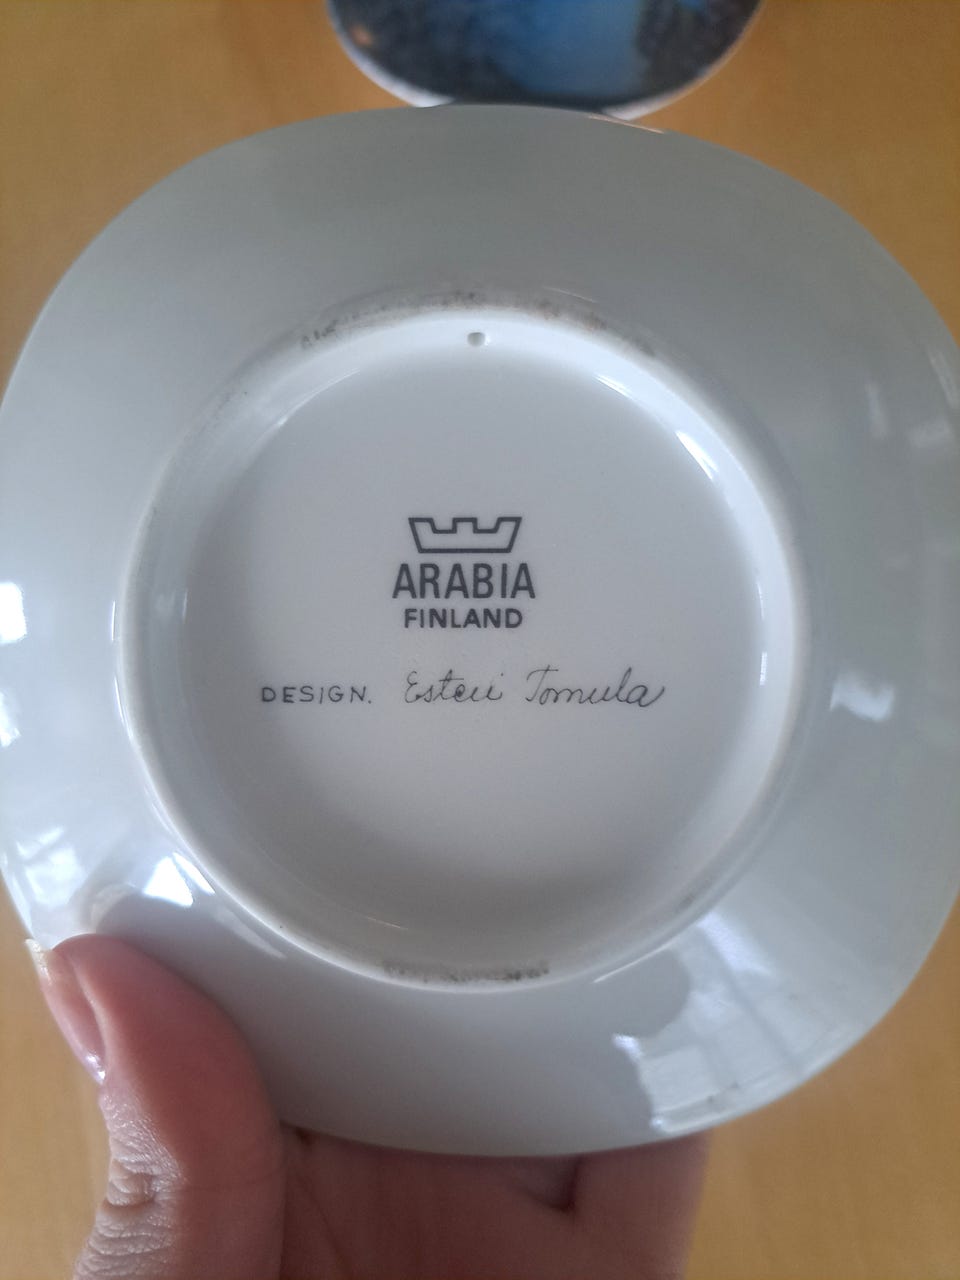 ARABIA
FINLAND
DESIGN. Esteri Tomula